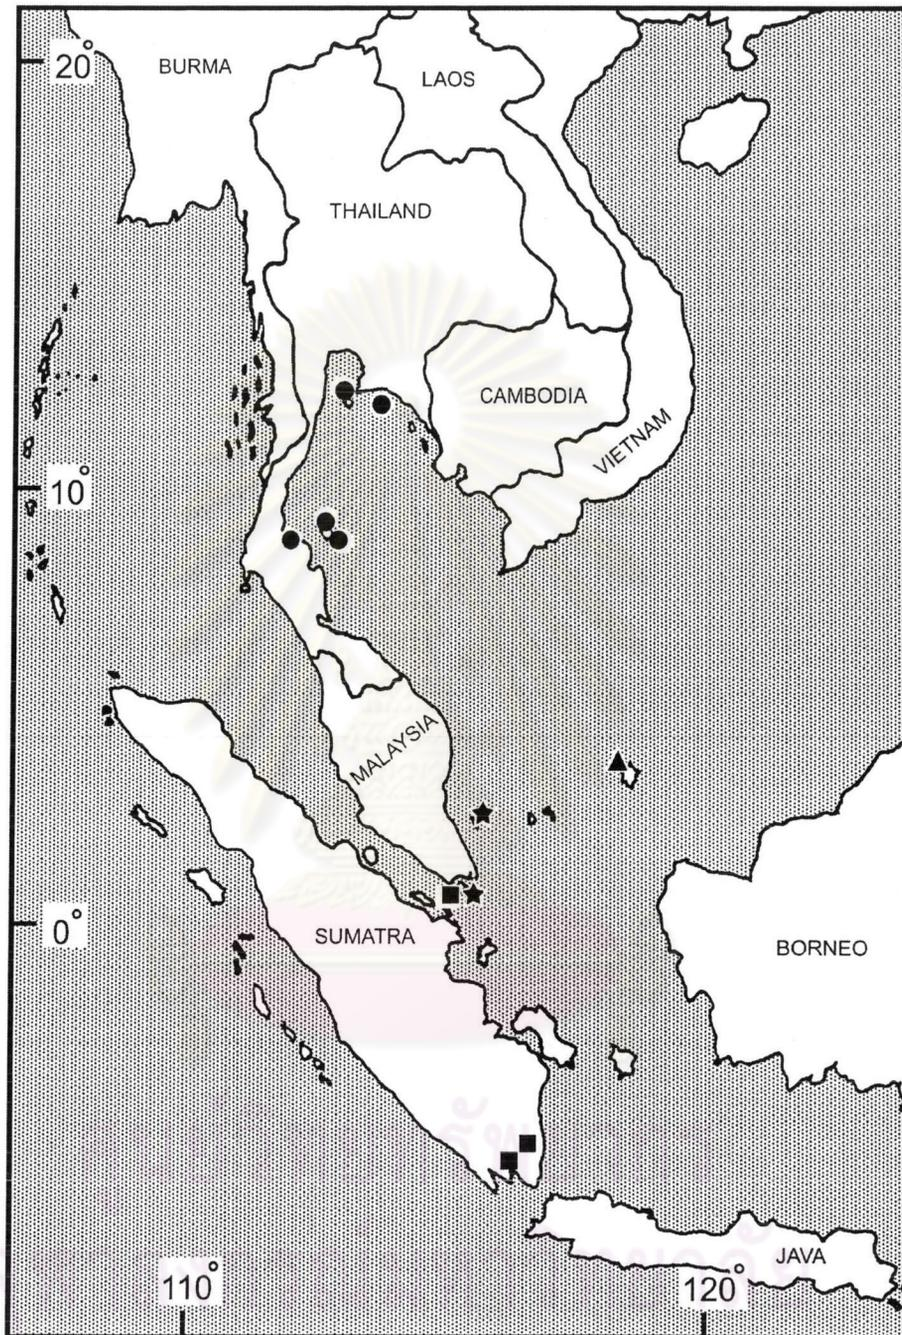 20°
BURMA
LAOS
THAILAND
CAMBODIA
VIETNAM
10°
MALAYSIA
0°
SUMATRA
BORNEO
JAVA
110°
120°